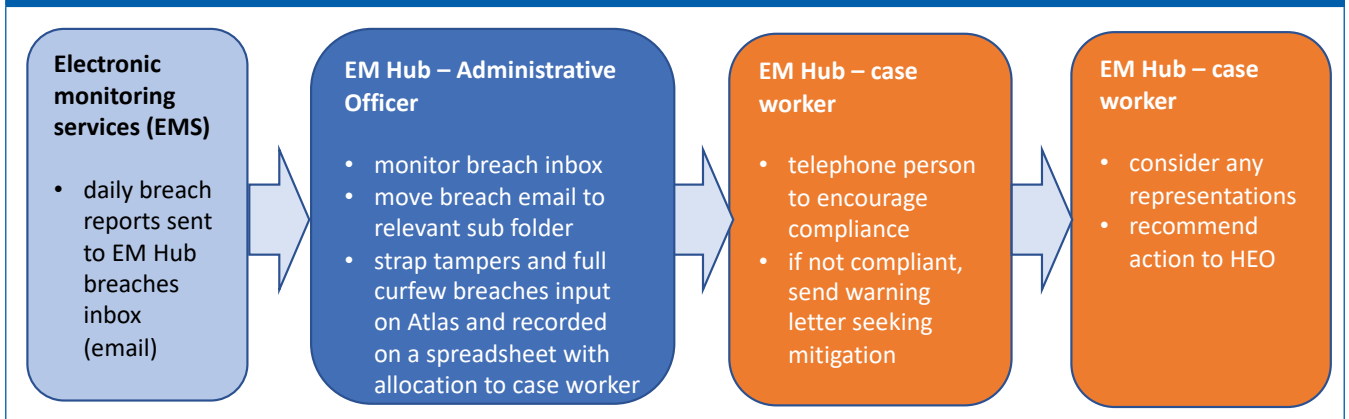 Electronic
monitoring
services (EMS)
• daily breach
reports sent
to EM Hub
breaches
inbox
(email)
EM Hub – Administrative
Officer
• monitor breach inbox
• move breach email to
relevant sub folder
• strap tampers and full
curfew breaches input
on Atlas and recorded
on a spreadsheet with
allocation to case worker
EM Hub – case
worker
• telephone person
to encourage
compliance
• if not compliant,
send warning
letter seeking
mitigation
EM Hub – case
worker
• consider any
representations
• recommend
action to HEO